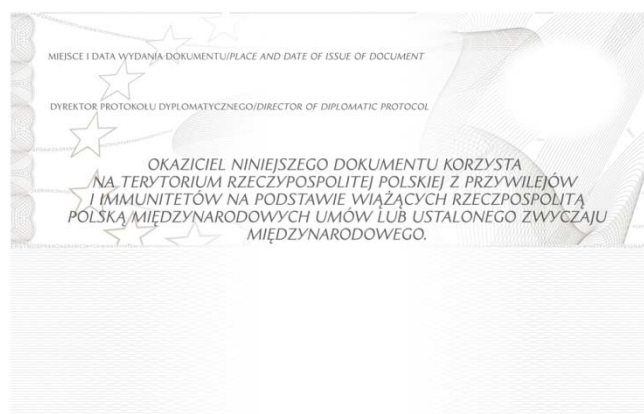 MIEJSCE I DATA WYDANIA DOKUMENTU/PLACE AND DATE OF ISSUE OF DOCUMENT
DYREKTOR PROTOKOŁU DYPLOMATYCZNEGO/DIRECTOR OF DIPLOMATIC PROTOCOL
OKAZICIEL NINIEJSZEGO DOKUMENTU KORZYSTA
NA TERYTORIUM RZECZYPOSPOLITEJ POLSKIEJ Z PRZYWILEJÓW
I IMMUNITETÓW NA PODSTAWIE WIĄŻĄCYCH RZECZPOSPOLITĄ
POLSKĄ MIĘDZYNARODOWYCH UMÓW LUB USTALONEGO ZWYCZAJU
MIĘDZYNARODOWEGO.